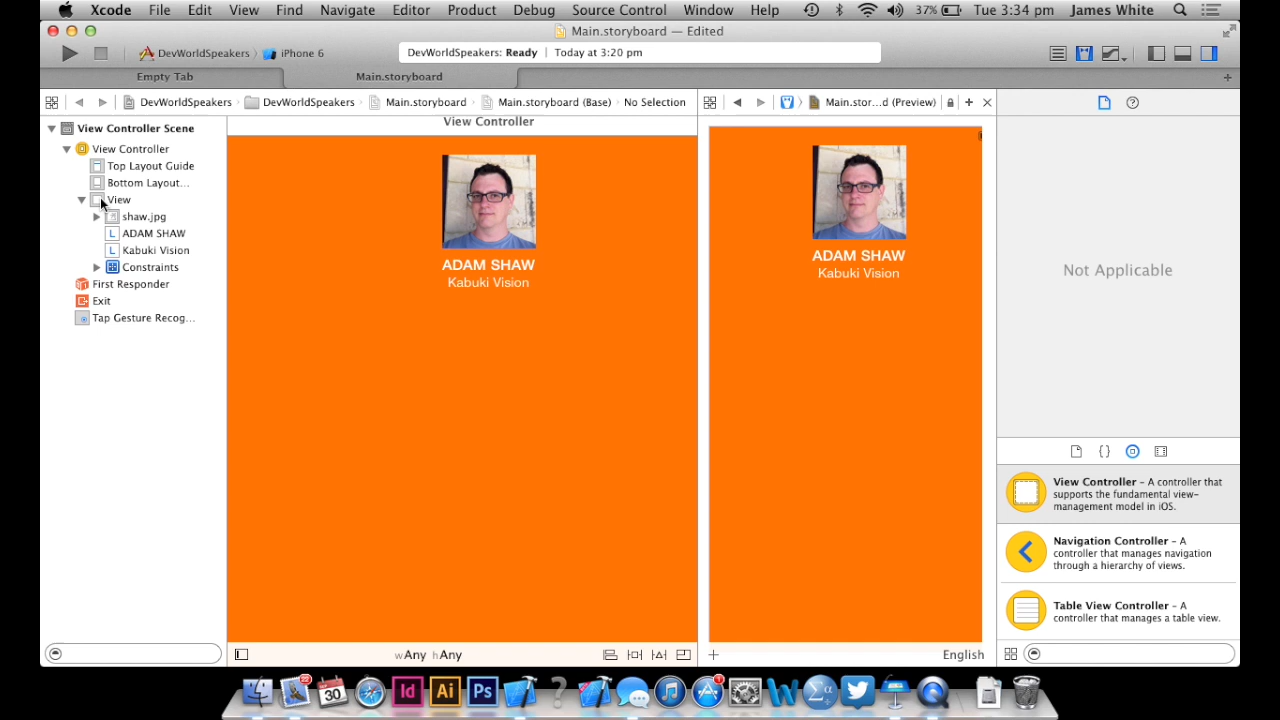 Xcode File Edit View Find Navigate Editor Product Debug Source Control Window Help 37% Tue 3:34 pm James White
Main.storyboard — Edited
DevWorldSpeakers iPhone 6 DevWorldSpeakers: Ready Today at 3:20 pm
Empty Tab Main.storyboard
DevWorldSpeakers DevWorldSpeakers Main.storyboard Main.storyboard (Base) No Selection Main.stor...d (Preview)
View Controller Scene
View Controller
Top Layout Guide
Bottom Layout...
View
shaw.jpg
L ADAM SHAW
L Kabuki Vision
Constraints
First Responder
Exit
Tap Gesture Recog...
View Controller
ADAM SHAW
Kabuki Vision
wAny hAny
ADAM SHAW
Kabuki Vision
English
Not Applicable
View Controller – A controller that
supports the fundamental view-
management model in iOS.
Navigation Controller – A
controller that manages navigation
through a hierarchy of views.
Table View Controller – A
controller that manages a table view.
22 30 Id Ai Ps ? 1 W